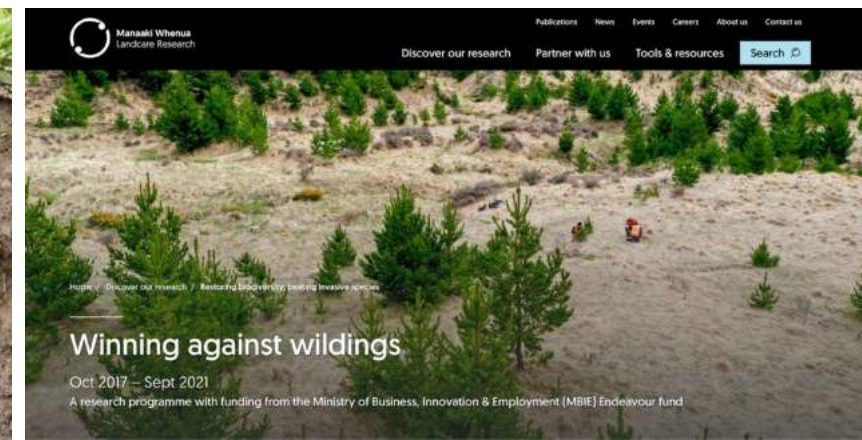 Manaaki Whenua
Landcare Research
Publications News Events Careers About us Contact us
Discover our research Partner with us Tools & resources Search
Home / Discover our research / Restoring biodiversity, beating invasive species
Winning against wildings
Oct 2017 – Sept 2021
A research programme with funding from the Ministry of Business, Innovation & Employment (MBIE) Endeavour fund